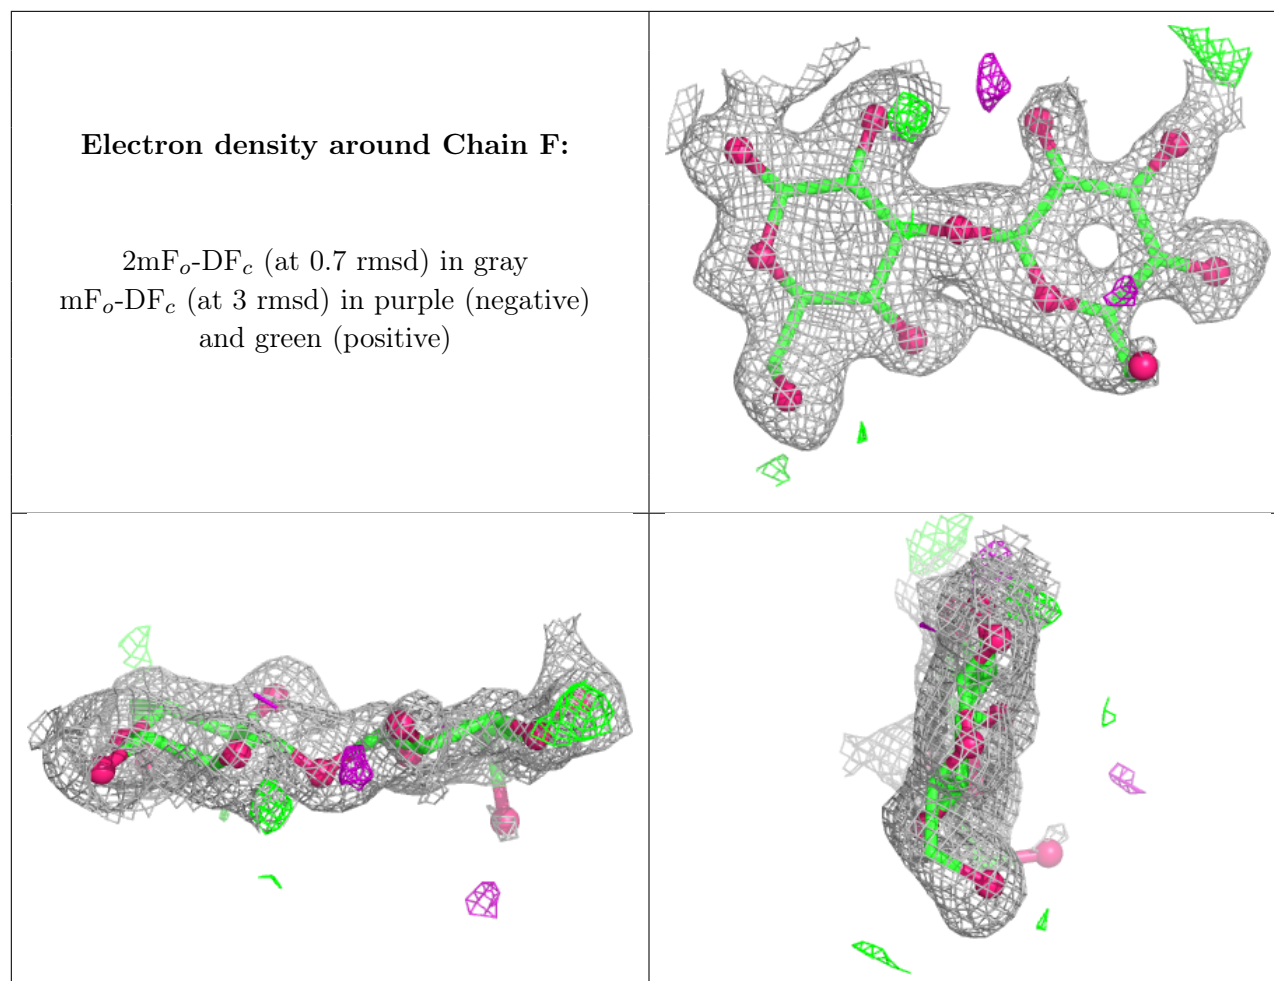 Electron density around Chain F:
2mFo-DFc (at 0.7 rmsd) in gray
mFo-DFc (at 3 rmsd) in purple (negative)
and green (positive)